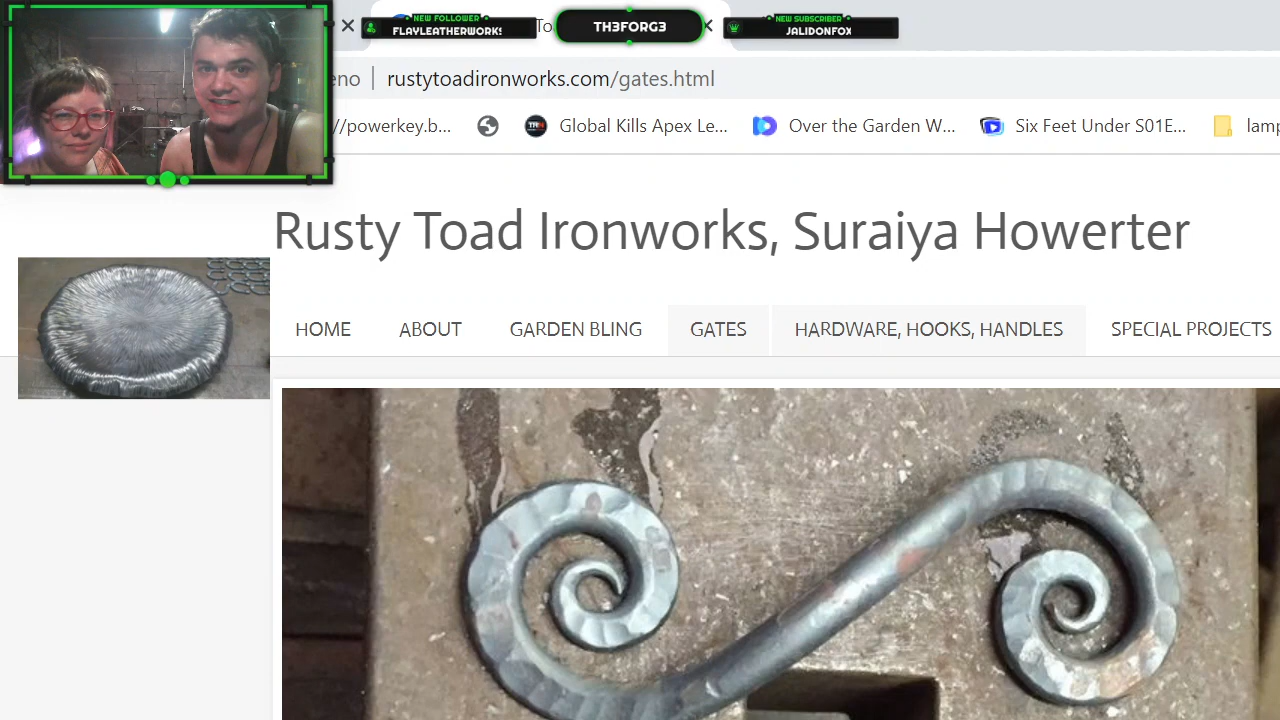 NEW FOLLOWER
FLAYLEATHERWORKS
To
TH3FORG3
NEW SUBSCRIBER
JALIDONFOX
eno | rustytoadironworks.com/gates.html
//powerkey.b...
TRN
Global Kills Apex Le...
Over the Garden W...
Six Feet Under S01E...
lamp
Rusty Toad Ironworks, Suraiya Howerter
HOME ABOUT GARDEN BLING GATES HARDWARE, HOOKS, HANDLES SPECIAL PROJECTS